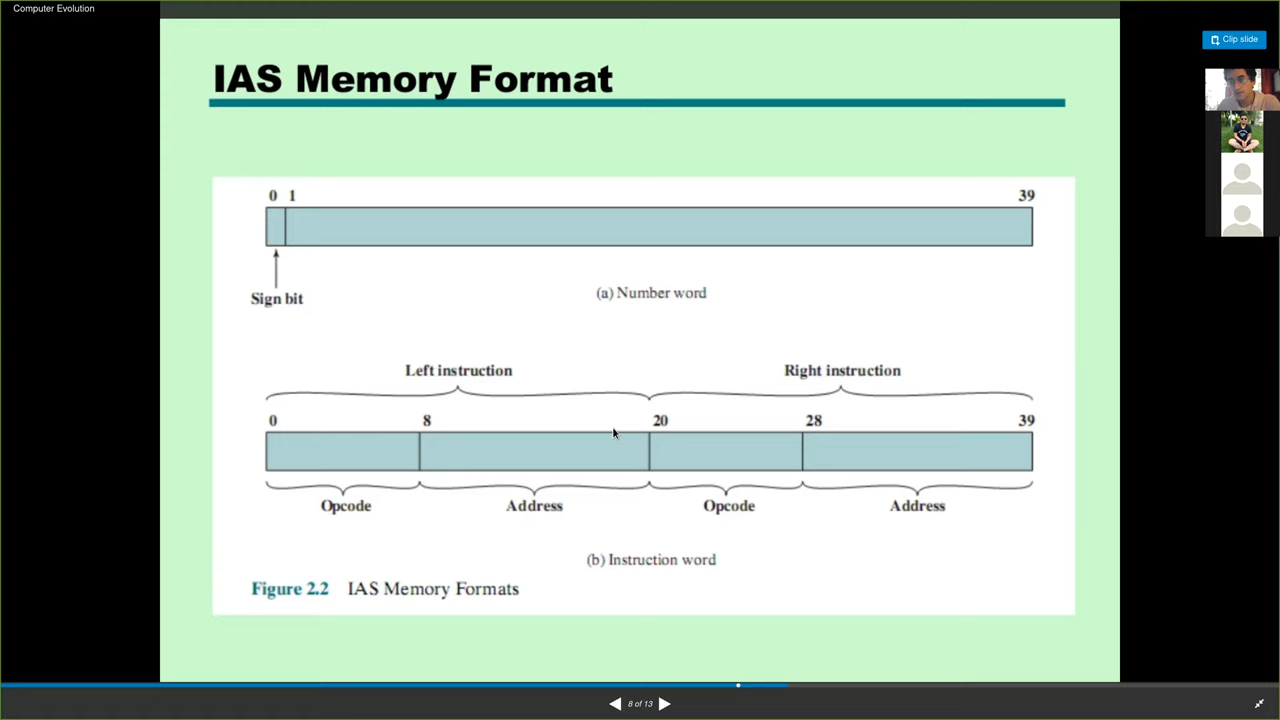 Computer Evolution
Clip slide
IAS Memory Format
0 1 39
Sign bit
(a) Number word
Left instruction Right instruction
0 8 20 28 39
Opcode Address Opcode Address
(b) Instruction word
Figure 2.2 IAS Memory Formats
8 of 13